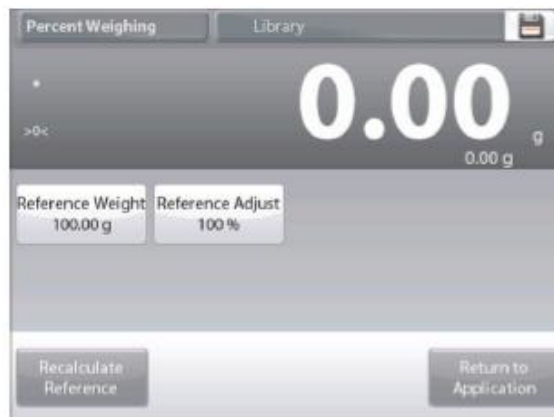 Percent Weighing
Library
0.00 g
>0<
0.00 g
Reference Weight
100.00 g
Reference Adjust
100 %
Recalculate
Reference
Return to
Application